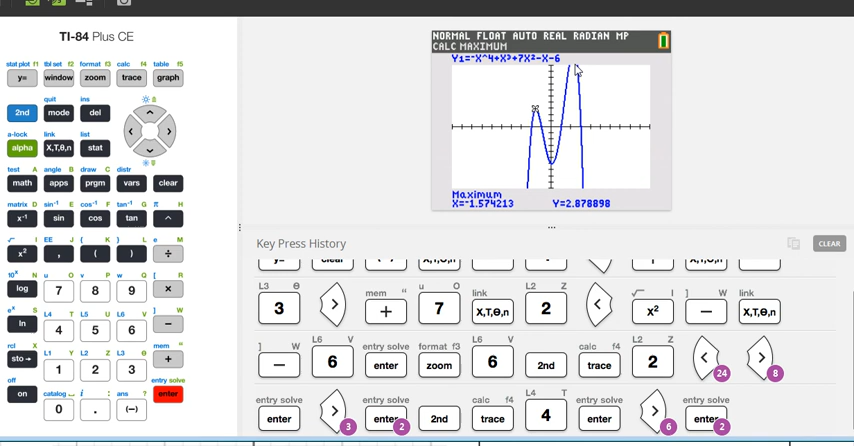 TI-84 Plus CE
stat plot f1 tbl set f2 format f3 calc f4 table f5
y= window zoom trace graph
quit ins
2nd mode del
a-lock link list
alpha X,T,θ,n stat
test A angle B draw C distr
math apps prgm vars clear
matrix D sin⁻¹ E cos⁻¹ F tan⁻¹ G π H
x⁻¹ sin cos tan ^
√ I EE J { K } L e M
x² , ( ) ÷
10ˣ N u O v P w Q [ R
log 7 8 9 ×
eˣ S L4 T L5 U L6 V ] W
ln 4 5 6 −
rcl X L1 Y L2 Z L3 θ mem "
sto→ 1 2 3 +
off catalog i : ans ? entry solve
on 0 . (−) enter
NORMAL FLOAT AUTO REAL RADIAN MP
CALC MAXIMUM
Y1=-X^4+X³+7X²-X-6
Maximum
X=-1.574213 Y=2.878898
Key Press History
CLEAR
y= clear X,T,θ,n
L3 θ mem " u O link L2 Z √ I ] W link
3 > + 7 X,T,θ,n 2 < x² − X,T,θ,n
] W L6 V entry solve format f3 L6 V calc f4 L2 Z
− 6 enter zoom 6 2nd trace 2 < 24 > 8
entry solve entry solve calc f4 L4 T entry solve entry solve
enter > 3 enter 2 2nd trace 4 enter > 6 enter 2